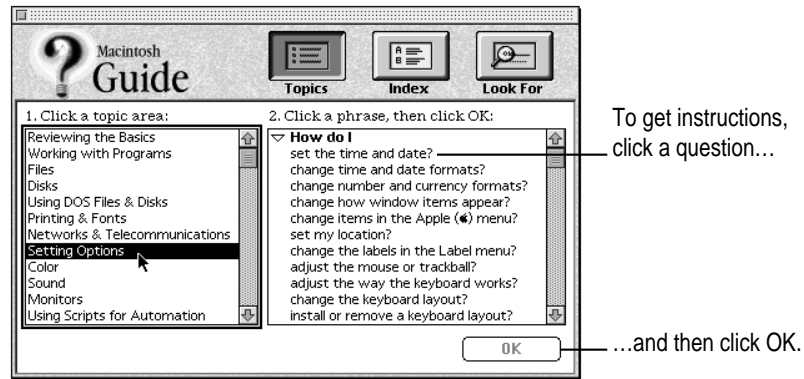 Macintosh
Guide
Topics
Index
Look For
1. Click a topic area:
Reviewing the Basics
Working with Programs
Files
Disks
Using DOS Files & Disks
Printing & Fonts
Networks & Telecommunications
Setting Options
Color
Sound
Monitors
Using Scripts for Automation
2. Click a phrase, then click OK:
How do I
set the time and date?
change time and date formats?
change number and currency formats?
change how window items appear?
change items in the Apple () menu?
set my location?
change the labels in the Label menu?
adjust the mouse or trackball?
adjust the way the keyboard works?
change the keyboard layout?
install or remove a keyboard layout?
OK
To get instructions,
click a question…
…and then click OK.